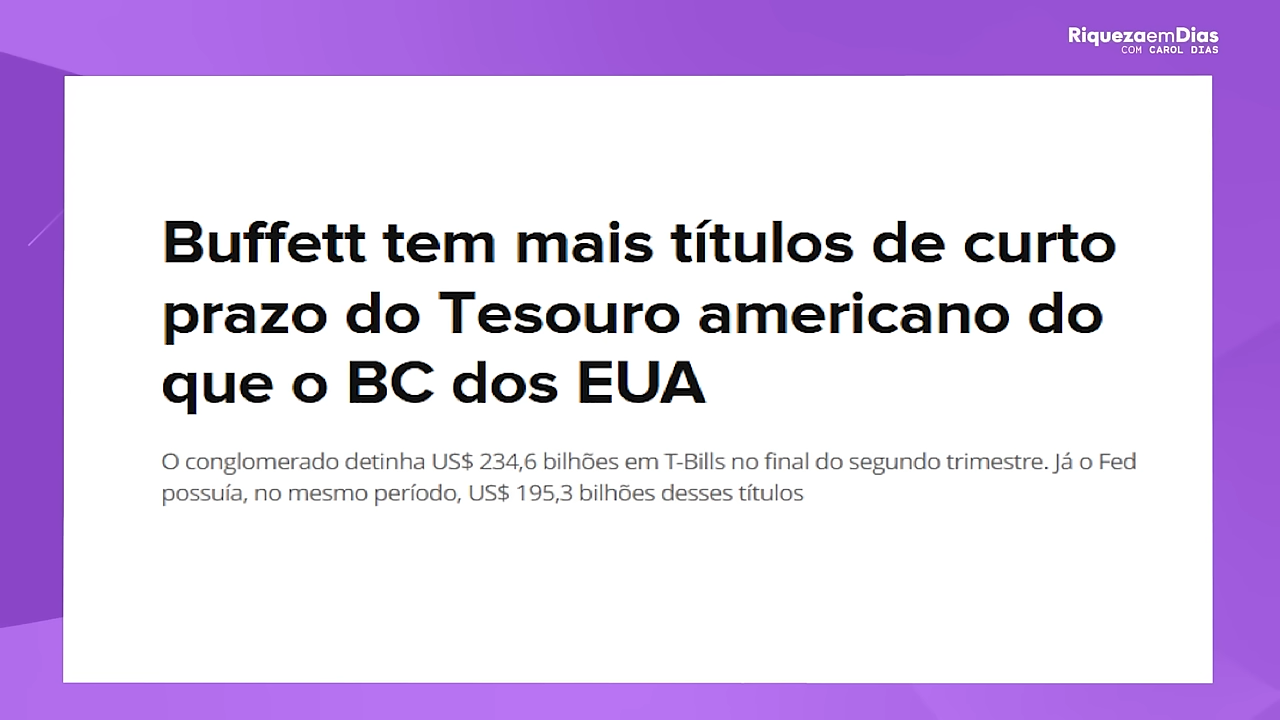 RiquezaemDias
COM CAROL DIAS
Buffett tem mais títulos de curto
prazo do Tesouro americano do
que o BC dos EUA
O conglomerado detinha US$ 234,6 bilhões em T-Bills no final do segundo trimestre. Já o Fed
possuía, no mesmo período, US$ 195,3 bilhões desses títulos